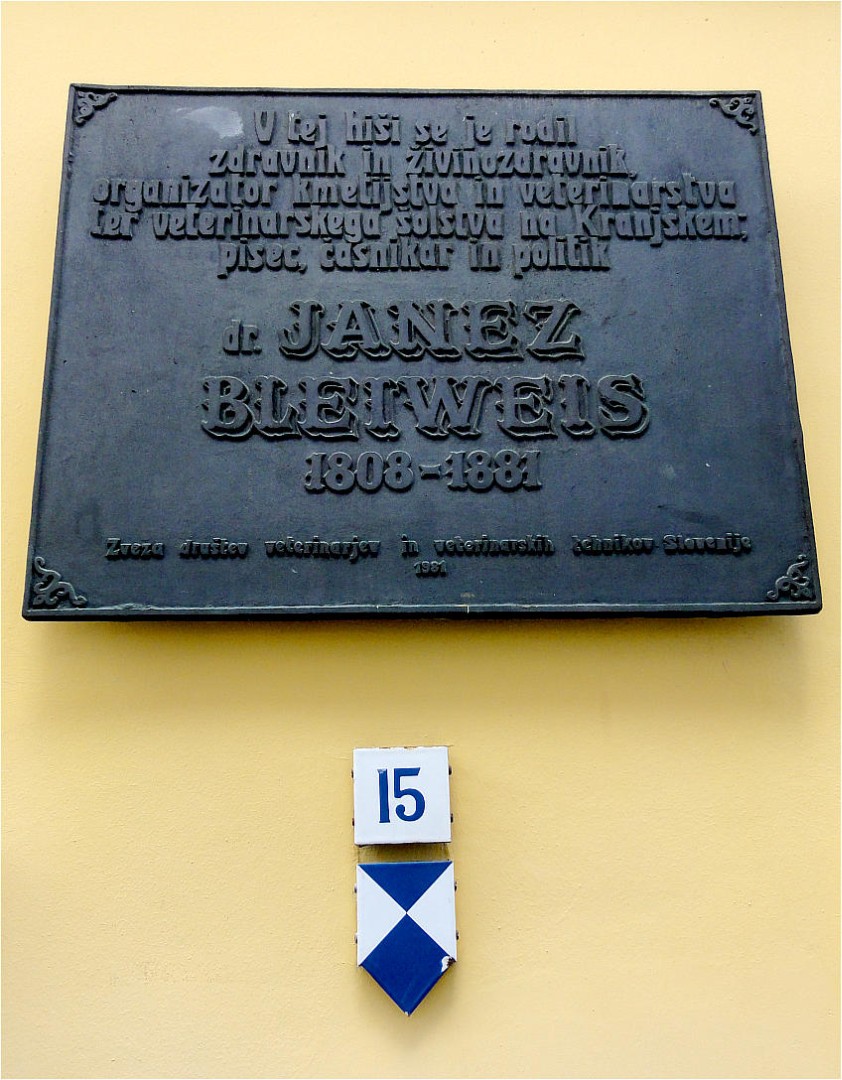 V tej hiši se je rodil
zdravnik in živinozdravnik,
organizator kmetijstva in veterinarstva
ter veterinarskega šolstva na Kranjskem;
pisec, časnikar in politik
dr. JANEZ
BLEIWEIS
1808-1881
Zveza društev veterinarjev in veterinarskih tehnikov Slovenije
1981
15